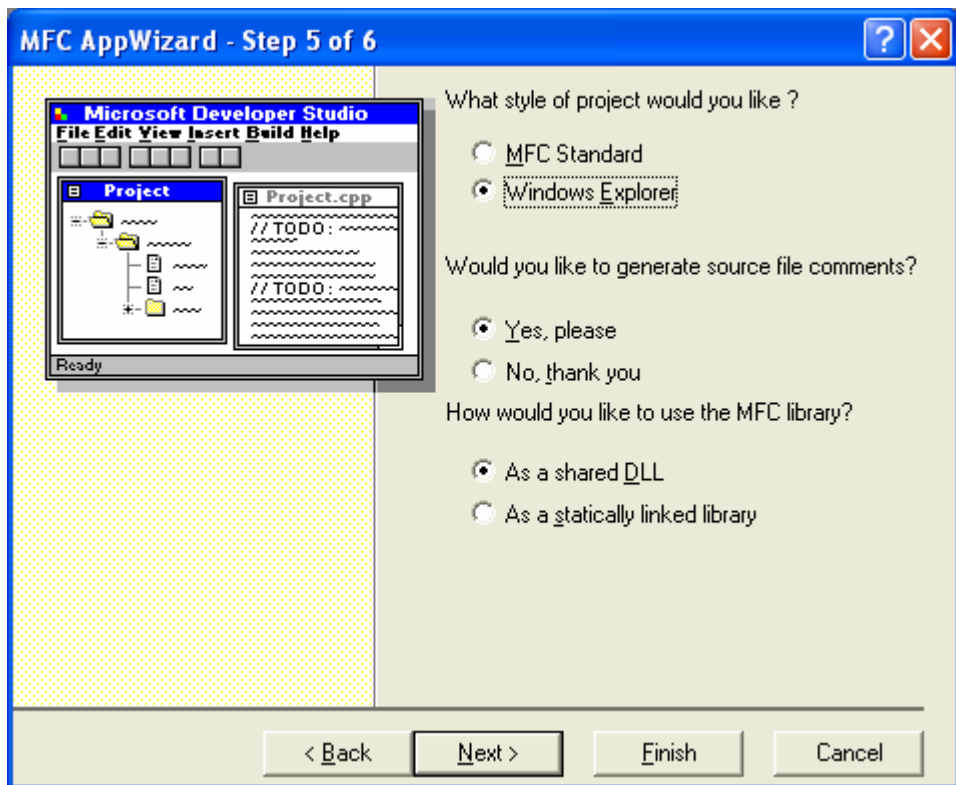 MFC AppWizard - Step 5 of 6
Microsoft Developer Studio
File Edit View Insert Build Help
Project
Project.cpp
// TODO:
// TODO:
Ready
What style of project would you like ?
MFC Standard
Windows Explorer
Would you like to generate source file comments?
Yes, please
No, thank you
How would you like to use the MFC library?
As a shared DLL
As a statically linked library
< Back
Next >
Finish
Cancel